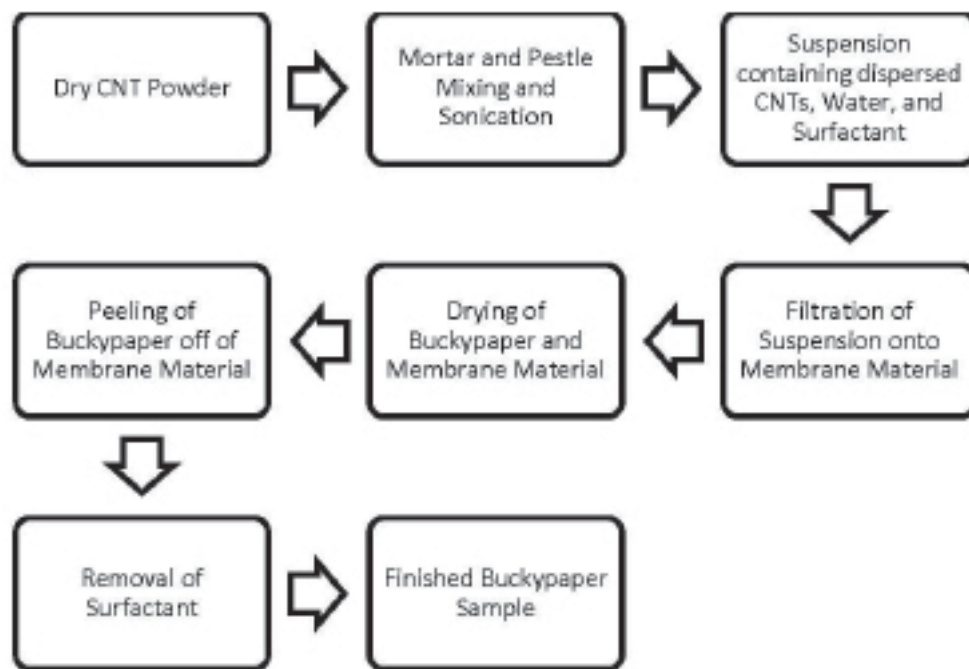 Dry CNT Powder
Mortar and Pestle
Mixing and
Sonication
Suspension
containing dispersed
CNTs, Water, and
Surfactant
Filtration of
Suspension onto
Membrane Material
Drying of
Buckypaper and
Membrane Material
Peeling of
Buckypaper off of
Membrane Material
Removal of
Surfactant
Finished Buckypaper
Sample